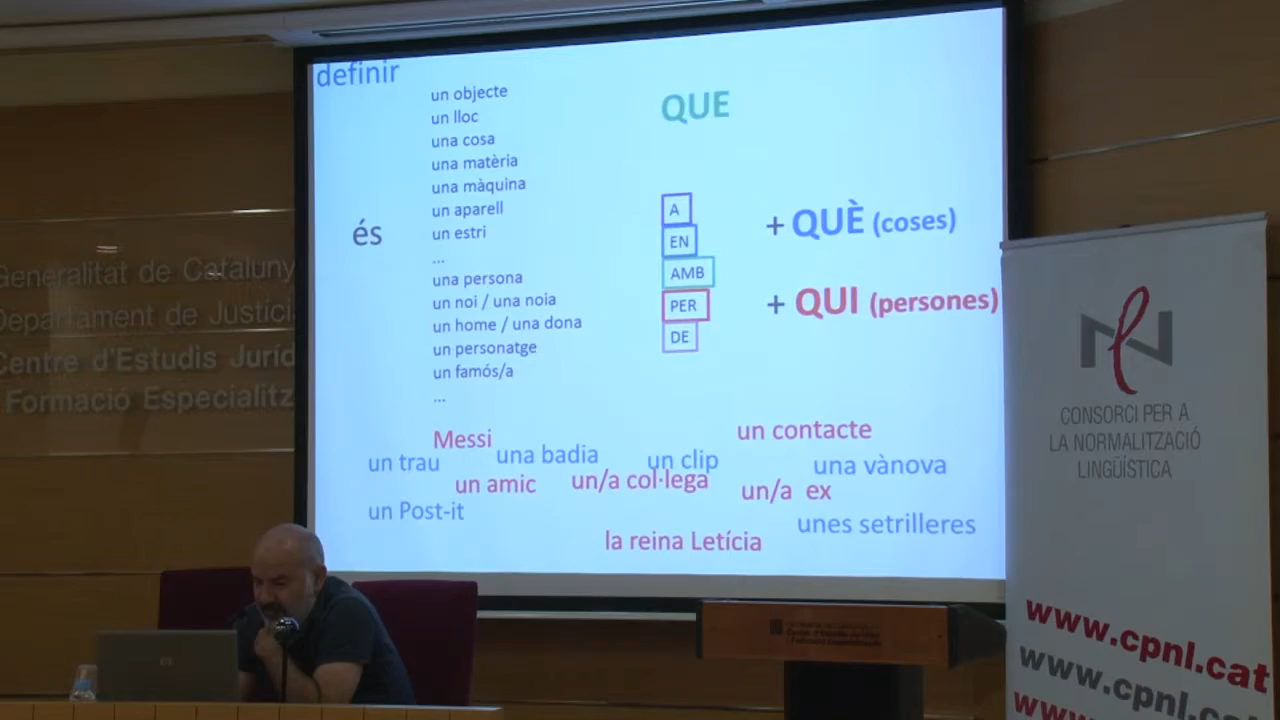 definir
un objecte
un lloc
una cosa
una matèria
una màquina
un aparell
un estri
...
una persona
un noi / una noia
un home / una dona
un personatge
un famós/a
...
és
QUE
A
EN
AMB
PER
DE
+ QUÈ (coses)
+ QUI (persones)
Messi
un contacte
un trau
una badia
un clip
una vànova
un amic
un/a col·lega
un/a ex
un Post-it
unes setrilleres
la reina Letícia
Generalitat de Cataluny
Departament de Justíci
Centre d'Estudis Juríd
Formació Especialitz
CONSORCI PER A
LA NORMALITZACIÓ
LINGÜÍSTICA
www.cpnl.cat
www.cpnl.ca
www
hp